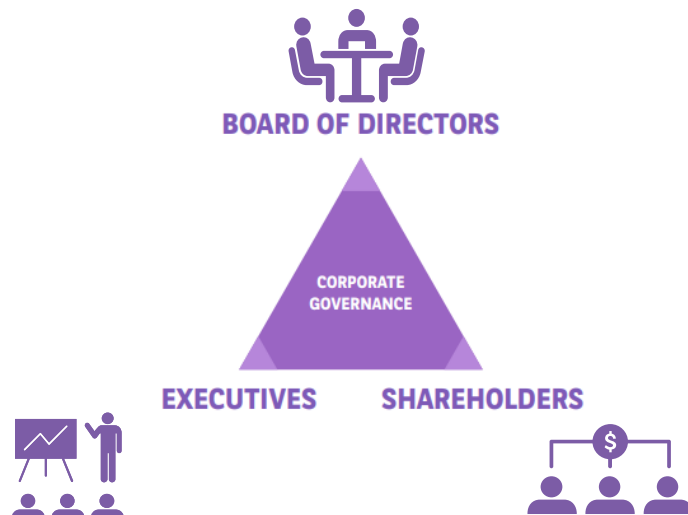 BOARD OF DIRECTORS
CORPORATE
GOVERNANCE
EXECUTIVES
SHAREHOLDERS
$